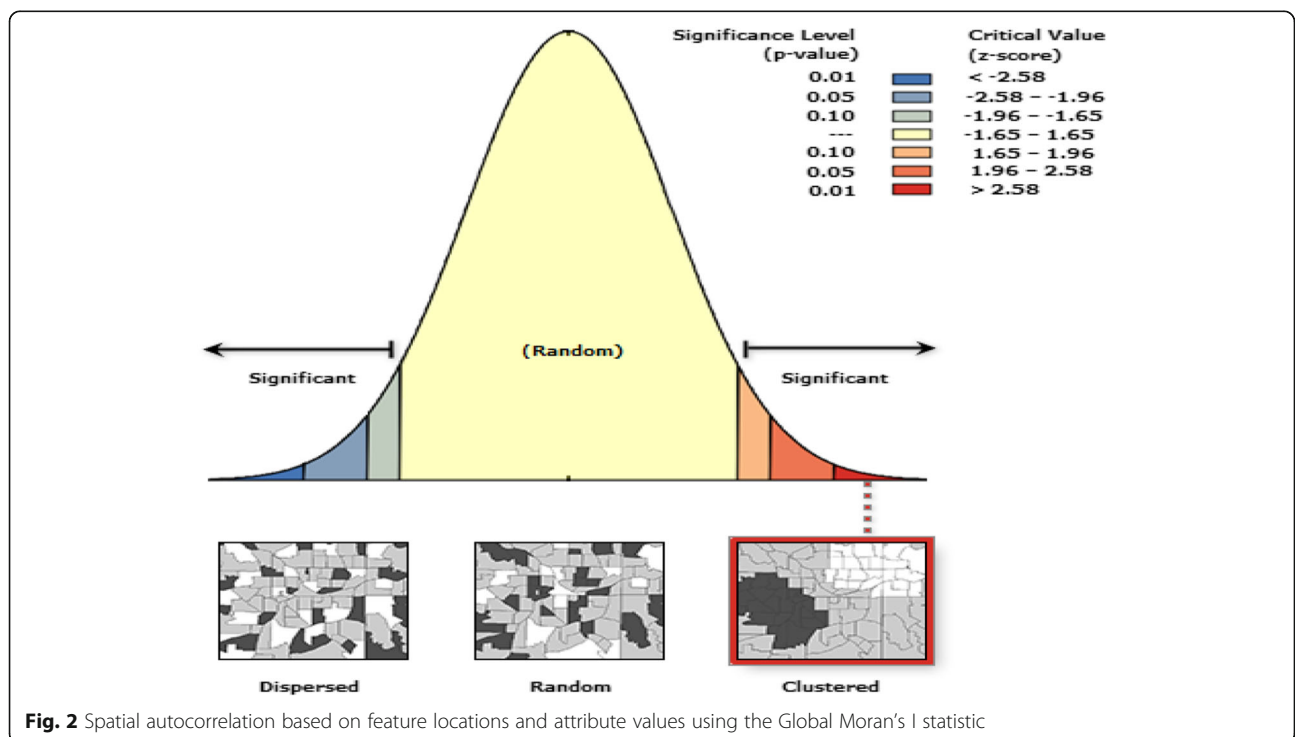 Significance Level
(p-value)
Critical Value
(z-score)
0.01 < -2.58
0.05 -2.58 – -1.96
0.10 -1.96 – -1.65
--- -1.65 – 1.65
0.10 1.65 – 1.96
0.05 1.96 – 2.58
0.01 > 2.58
(Random)
Significant
Significant
Dispersed
Random
Clustered
Fig. 2 Spatial autocorrelation based on feature locations and attribute values using the Global Moran's I statistic